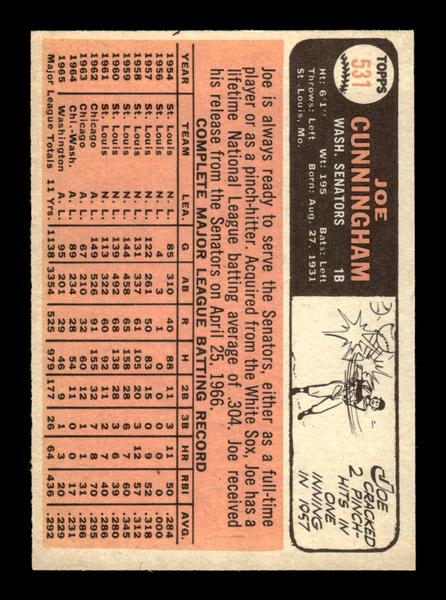 TOPPS
531
JOE
CUNNINGHAM
WASH. SENATORS 1B
Ht: 6'1" Wt: 195 Bats: Left
Throws: Left Born: Aug. 27, 1931
St. Louis, Mo.
JOE
CRACKED
2 PINCH-
HITS IN
ONE
INNING
IN 1957
Joe is always ready to serve the Senators, either as a full-time
player or as a pinch-hitter. Acquired from the White Sox, Joe has a
lifetime National League batting average of .304. Joe received
his release from the Senators on April 25, 1966.
COMPLETE MAJOR LEAGUE BATTING RECORD
YEAR TEAM LEA. G AB R H 2B 3B HR RBI AVG.
1954 St. Louis N. L. 85 310 40 88 11 3 11 50 .284
1956 St. Louis N. L. 4 3 1 0 0 0 0 0 .000
1957 St. Louis N. L. 122 261 50 83 15 0 9 52 .318
1958 St. Louis N. L. 131 337 61 105 20 3 12 57 .312
1959 St. Louis N. L. 144 458 65 158 28 6 7 60 .345
1960 St. Louis N. L. 139 492 68 138 28 3 6 39 .280
1961 St. Louis N. L. 113 322 60 92 11 2 7 40 .286
1962 Chicago A. L. 149 526 91 155 32 7 8 70 .295
1963 Chicago A. L. 67 210 32 60 12 1 1 31 .286
1964 Chi.-Wash. A. L. 89 234 28 54 11 0 0 17 .231
1965 Washington A. L. 95 201 29 46 9 1 3 20 .229
Major League Totals 11 Yrs. 1138 3354 525 979 177 26 64 436 .292